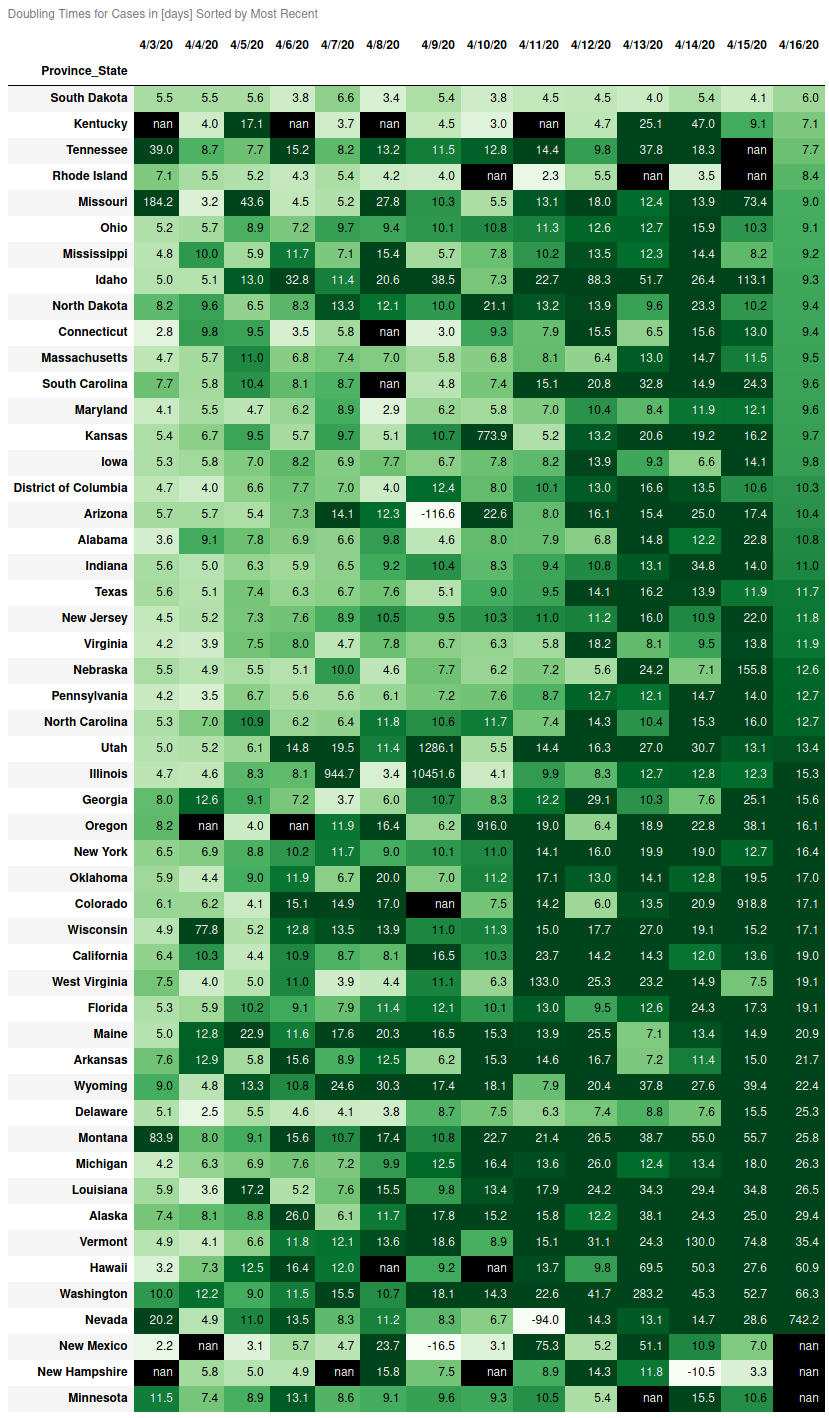 Doubling Times for Cases in [days] Sorted by Most Recent
4/3/20 4/4/20 4/5/20 4/6/20 4/7/20 4/8/20 4/9/20 4/10/20 4/11/20 4/12/20 4/13/20 4/14/20 4/15/20 4/16/20
Province_State
South Dakota 5.5 5.5 5.6 3.8 6.6 3.4 5.4 3.8 4.5 4.5 4.0 5.4 4.1 6.0
Kentucky nan 4.0 17.1 nan 3.7 nan 4.5 3.0 nan 4.7 25.1 47.0 9.1 7.1
Tennessee 39.0 8.7 7.7 15.2 8.2 13.2 11.5 12.8 14.4 9.8 37.8 18.3 nan 7.7
Rhode Island 7.1 5.5 5.2 4.3 5.4 4.2 4.0 nan 2.3 5.5 nan 3.5 nan 8.4
Missouri 184.2 3.2 43.6 4.5 5.2 27.8 10.3 5.5 13.1 18.0 12.4 13.9 73.4 9.0
Ohio 5.2 5.7 8.9 7.2 9.7 9.4 10.1 10.8 11.3 12.6 12.7 15.9 10.3 9.1
Mississippi 4.8 10.0 5.9 11.7 7.1 15.4 5.7 7.8 10.2 13.5 12.3 14.4 8.2 9.2
Idaho 5.0 5.1 13.0 32.8 11.4 20.6 38.5 7.3 22.7 88.3 51.7 26.4 113.1 9.3
North Dakota 8.2 9.6 6.5 8.3 13.3 12.1 10.0 21.1 13.2 13.9 9.6 23.3 10.2 9.4
Connecticut 2.8 9.8 9.5 3.5 5.8 nan 3.0 9.3 7.9 15.5 6.5 15.6 13.0 9.4
Massachusetts 4.7 5.7 11.0 6.8 7.4 7.0 5.8 6.8 8.1 6.4 13.0 14.7 11.5 9.5
South Carolina 7.7 5.8 10.4 8.1 8.7 nan 4.8 7.4 15.1 20.8 32.8 14.9 24.3 9.6
Maryland 4.1 5.5 4.7 6.2 8.9 2.9 6.2 5.8 7.0 10.4 8.4 11.9 12.1 9.6
Kansas 5.4 6.7 9.5 5.7 9.7 5.1 10.7 773.9 5.2 13.2 20.6 19.2 16.2 9.7
Iowa 5.3 5.8 7.0 8.2 6.9 7.7 6.7 7.8 8.2 13.9 9.3 6.6 14.1 9.8
District of Columbia 4.7 4.0 6.6 7.7 7.0 4.0 12.4 8.0 10.1 13.0 16.6 13.5 10.6 10.3
Arizona 5.7 5.7 5.4 7.3 14.1 12.3 -116.6 22.6 8.0 16.1 15.4 25.0 17.4 10.4
Alabama 3.6 9.1 7.8 6.9 6.6 9.8 4.6 8.0 7.9 6.8 14.8 12.2 22.8 10.8
Indiana 5.6 5.0 6.3 5.9 6.5 9.2 10.4 8.3 9.4 10.8 13.1 34.8 14.0 11.0
Texas 5.6 5.1 7.4 6.3 6.7 7.6 5.1 9.0 9.5 14.1 16.2 13.9 11.9 11.7
New Jersey 4.5 5.2 7.3 7.6 8.9 10.5 9.5 10.3 11.0 11.2 16.0 10.9 22.0 11.8
Virginia 4.2 3.9 7.5 8.0 4.7 7.8 6.7 6.3 5.8 18.2 8.1 9.5 13.8 11.9
Nebraska 5.5 4.9 5.5 5.1 10.0 4.6 7.7 6.2 7.2 5.6 24.2 7.1 155.8 12.6
Pennsylvania 4.2 3.5 6.7 5.6 5.6 6.1 7.2 7.6 8.7 12.7 12.1 14.7 14.0 12.7
North Carolina 5.3 7.0 10.9 6.2 6.4 11.8 10.6 11.7 7.4 14.3 10.4 15.3 16.0 12.7
Utah 5.0 5.2 6.1 14.8 19.5 11.4 1286.1 5.5 14.4 16.3 27.0 30.7 13.1 13.4
Illinois 4.7 4.6 8.3 8.1 944.7 3.4 10451.6 4.1 9.9 8.3 12.7 12.8 12.3 15.3
Georgia 8.0 12.6 9.1 7.2 3.7 6.0 10.7 8.3 12.2 29.1 10.3 7.6 25.1 15.6
Oregon 8.2 nan 4.0 nan 11.9 16.4 6.2 916.0 19.0 6.4 18.9 22.8 38.1 16.1
New York 6.5 6.9 8.8 10.2 11.7 9.0 10.1 11.0 14.1 16.0 19.9 19.0 12.7 16.4
Oklahoma 5.9 4.4 9.0 11.9 6.7 20.0 7.0 11.2 17.1 13.0 14.1 12.8 19.5 17.0
Colorado 6.1 6.2 4.1 15.1 14.9 17.0 nan 7.5 14.2 6.0 13.5 20.9 918.8 17.1
Wisconsin 4.9 77.8 5.2 12.8 13.5 13.9 11.0 11.3 15.0 17.7 27.0 19.1 15.2 17.1
California 6.4 10.3 4.4 10.9 8.7 8.1 16.5 10.3 23.7 14.2 14.3 12.0 13.6 19.0
West Virginia 7.5 4.0 5.0 11.0 3.9 4.4 11.1 6.3 133.0 25.3 23.2 14.9 7.5 19.1
Florida 5.3 5.9 10.2 9.1 7.9 11.4 12.1 10.1 13.0 9.5 12.6 24.3 17.3 19.1
Maine 5.0 12.8 22.9 11.6 17.6 20.3 16.5 15.3 13.9 25.5 7.1 13.4 14.9 20.9
Arkansas 7.6 12.9 5.8 15.6 8.9 12.5 6.2 15.3 14.6 16.7 7.2 11.4 15.0 21.7
Wyoming 9.0 4.8 13.3 10.8 24.6 30.3 17.4 18.1 7.9 20.4 37.8 27.6 39.4 22.4
Delaware 5.1 2.5 5.5 4.6 4.1 3.8 8.7 7.5 6.3 7.4 8.8 7.6 15.5 25.3
Montana 83.9 8.0 9.1 15.6 10.7 17.4 10.8 22.7 21.4 26.5 38.7 55.0 55.7 25.8
Michigan 4.2 6.3 6.9 7.6 7.2 9.9 12.5 16.4 13.6 26.0 12.4 13.4 18.0 26.3
Louisiana 5.9 3.6 17.2 5.2 7.6 15.5 9.8 13.4 17.9 24.2 34.3 29.4 34.8 26.5
Alaska 7.4 8.1 8.8 26.0 6.1 11.7 17.8 15.2 15.8 12.2 38.1 24.3 25.0 29.4
Vermont 4.9 4.1 6.6 11.8 12.1 13.6 18.6 8.9 15.1 31.1 24.3 130.0 74.8 35.4
Hawaii 3.2 7.3 12.5 16.4 12.0 nan 9.2 nan 13.7 9.8 69.5 50.3 27.6 60.9
Washington 10.0 12.2 9.0 11.5 15.5 10.7 18.1 14.3 22.6 41.7 283.2 45.3 52.7 66.3
Nevada 20.2 4.9 11.0 13.5 8.3 11.2 8.3 6.7 -94.0 14.3 13.1 14.7 28.6 742.2
New Mexico 2.2 nan 3.1 5.7 4.7 23.7 -16.5 3.1 75.3 5.2 51.1 10.9 7.0 nan
New Hampshire nan 5.8 5.0 4.9 nan 15.8 7.5 nan 8.9 14.3 11.8 -10.5 3.3 nan
Minnesota 11.5 7.4 8.9 13.1 8.6 9.1 9.6 9.3 10.5 5.4 nan 15.5 10.6 nan